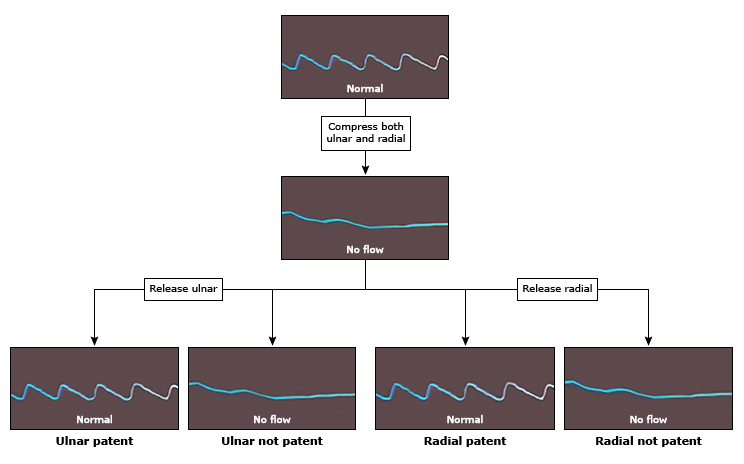 Normal
Compress both
ulnar and radial
No flow
Release ulnar
Release radial
Normal
No flow
Normal
No flow
Ulnar patent
Ulnar not patent
Radial patent
Radial not patent